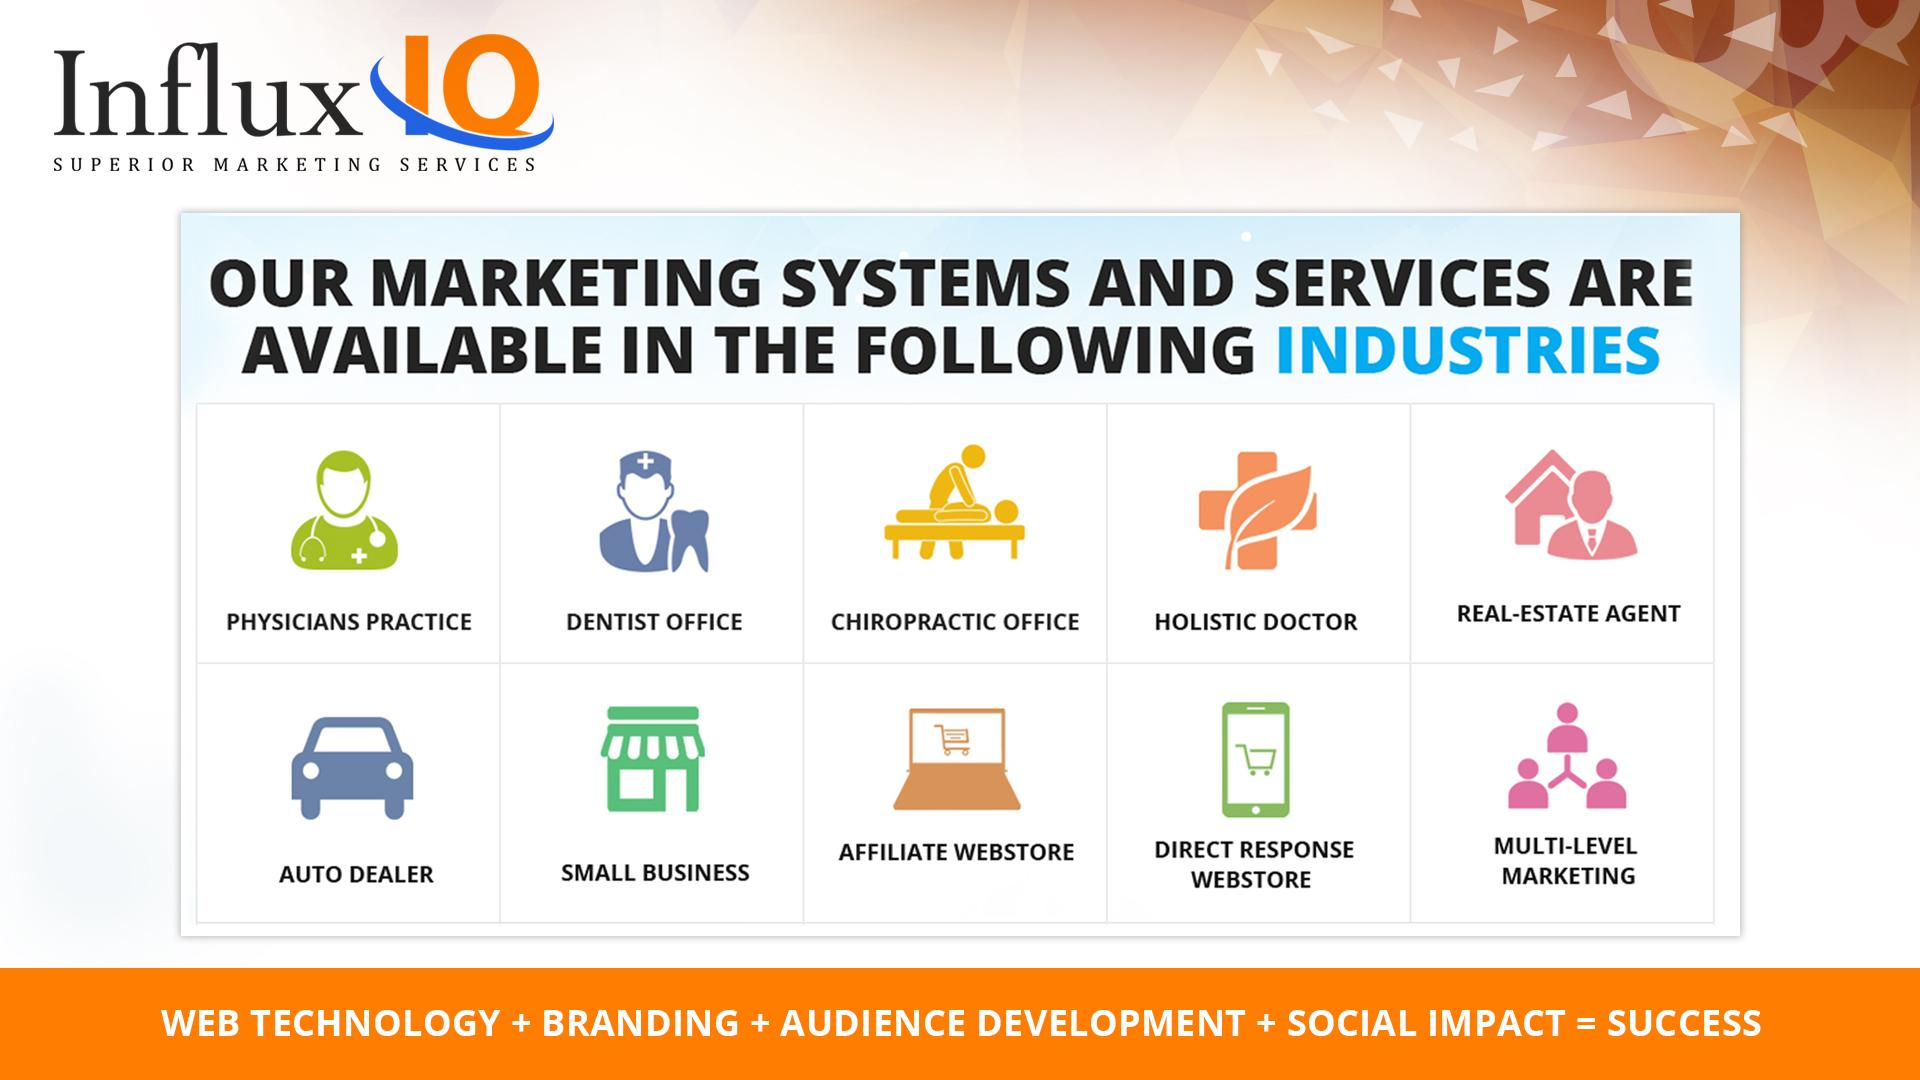 Influx IQ
SUPERIOR MARKETING SERVICES
OUR MARKETING SYSTEMS AND SERVICES ARE
AVAILABLE IN THE FOLLOWING INDUSTRIES
PHYSICIANS PRACTICE
DENTIST OFFICE
CHIROPRACTIC OFFICE
HOLISTIC DOCTOR
REAL-ESTATE AGENT
AUTO DEALER
SMALL BUSINESS
AFFILIATE WEBSTORE
DIRECT RESPONSE
WEBSTORE
MULTI-LEVEL
MARKETING
WEB TECHNOLOGY + BRANDING + AUDIENCE DEVELOPMENT + SOCIAL IMPACT = SUCCESS